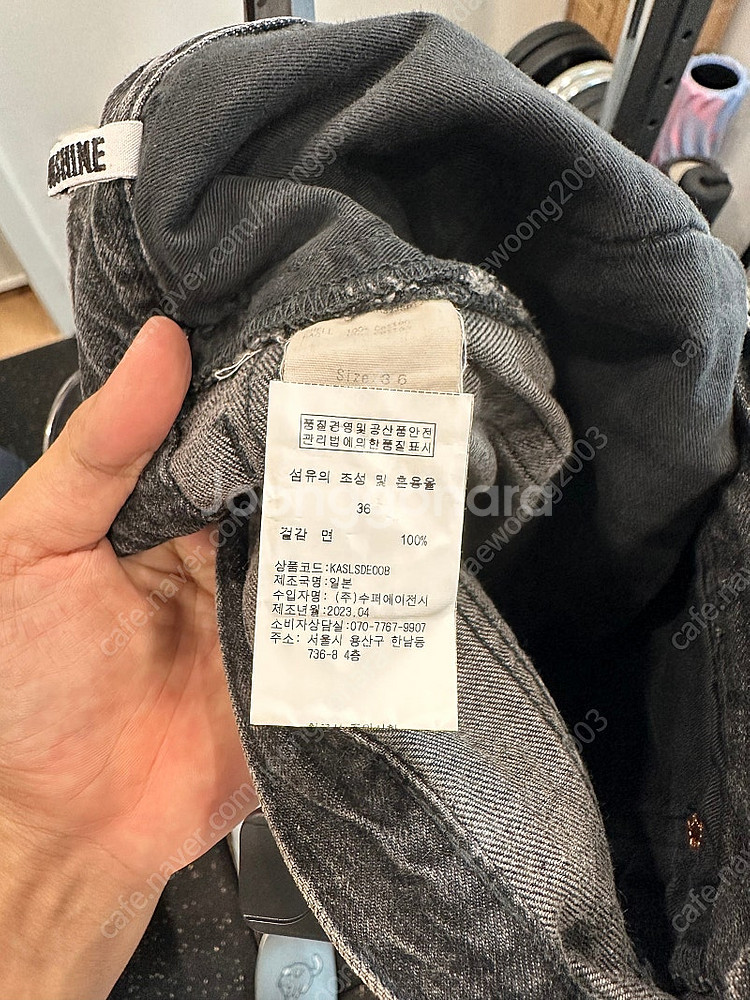 SHINE
Size 36
품질경영및공산품안전
관리법에의한품질표시
섬유의 조성 및 혼용율
36
겉감 면 100%
상품코드:KASLSDE00B
제조국명:일본
수입자명: (주)수퍼에이전시
제조년월:2023.04
소비자상담실:070-7767-9907
주소: 서울시 용산구 한남동
736-8 4층
joonggonara